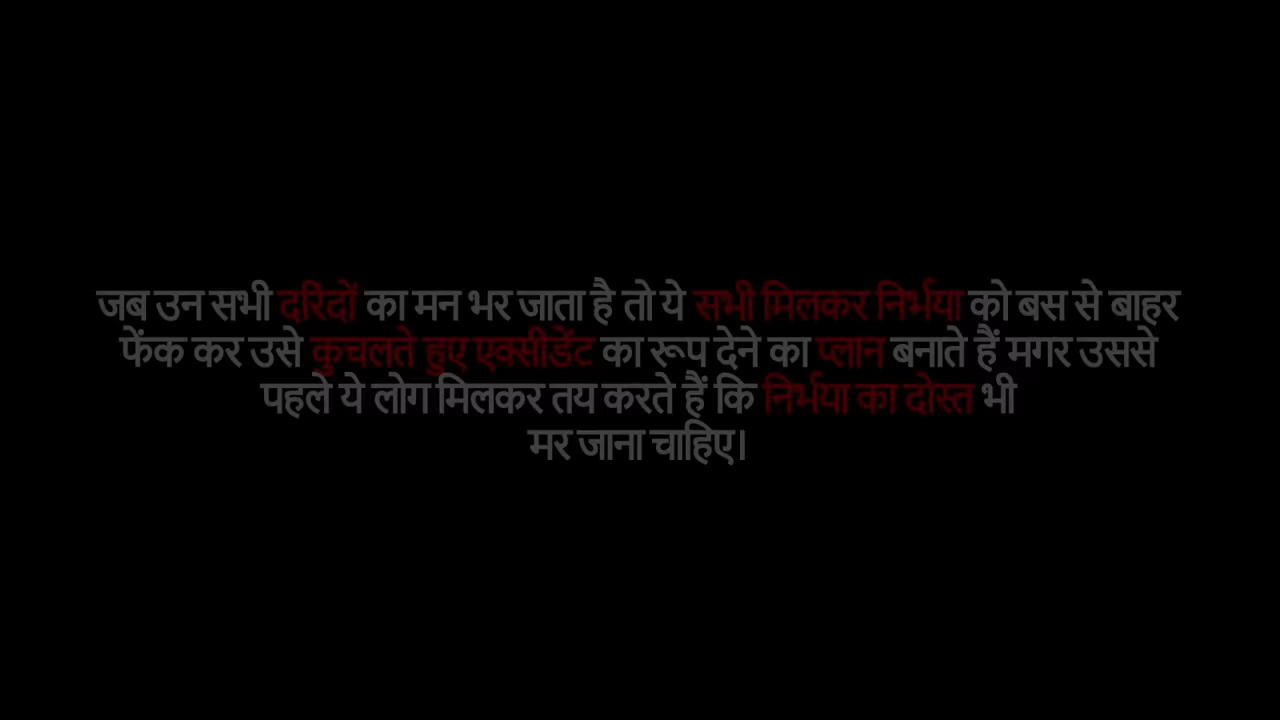 जब उन सभी दरिंदों का मन भर जाता है तो ये सभी मिलकर निर्भया को बस से बाहर
फेंक कर उसे कुचलते हुए एक्सीडेंट का रूप देने का प्लान बनाते हैं मगर उससे
पहले ये लोग मिलकर तय करते हैं कि निर्भया का दोस्त भी
मर जाना चाहिए।